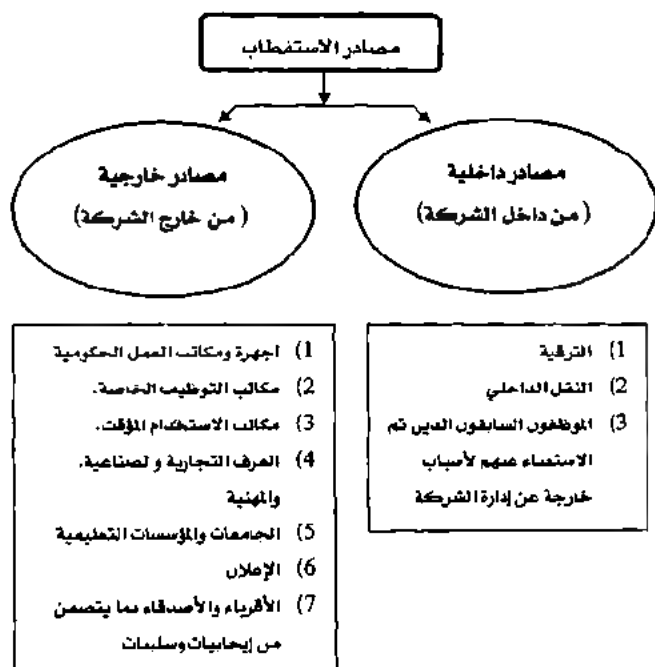 مصادر الاستقطاب
مصادر داخلية
(من داخل الشركة)
مصادر خارجية
(من خارج الشركة)
1) الترقية
2) النقل الداخلي
3) الموظفون السابقون الذين تم
الاستغناء عنهم لأسباب
خارجة عن إدارة الشركة
1) أجهزة ومكاتب العمل الحكومية
2) مكاتب التوظيف الخاصة.
3) مكاتب الاستخدام المؤقت.
4) الغرف التجارية والصناعية.
والمهنية
5) الجامعات والمؤسسات التعليمية
6) الإعلان
7) الأقرباء والأصدقاء بما يتضمن
من إيجابيات وسلبيات